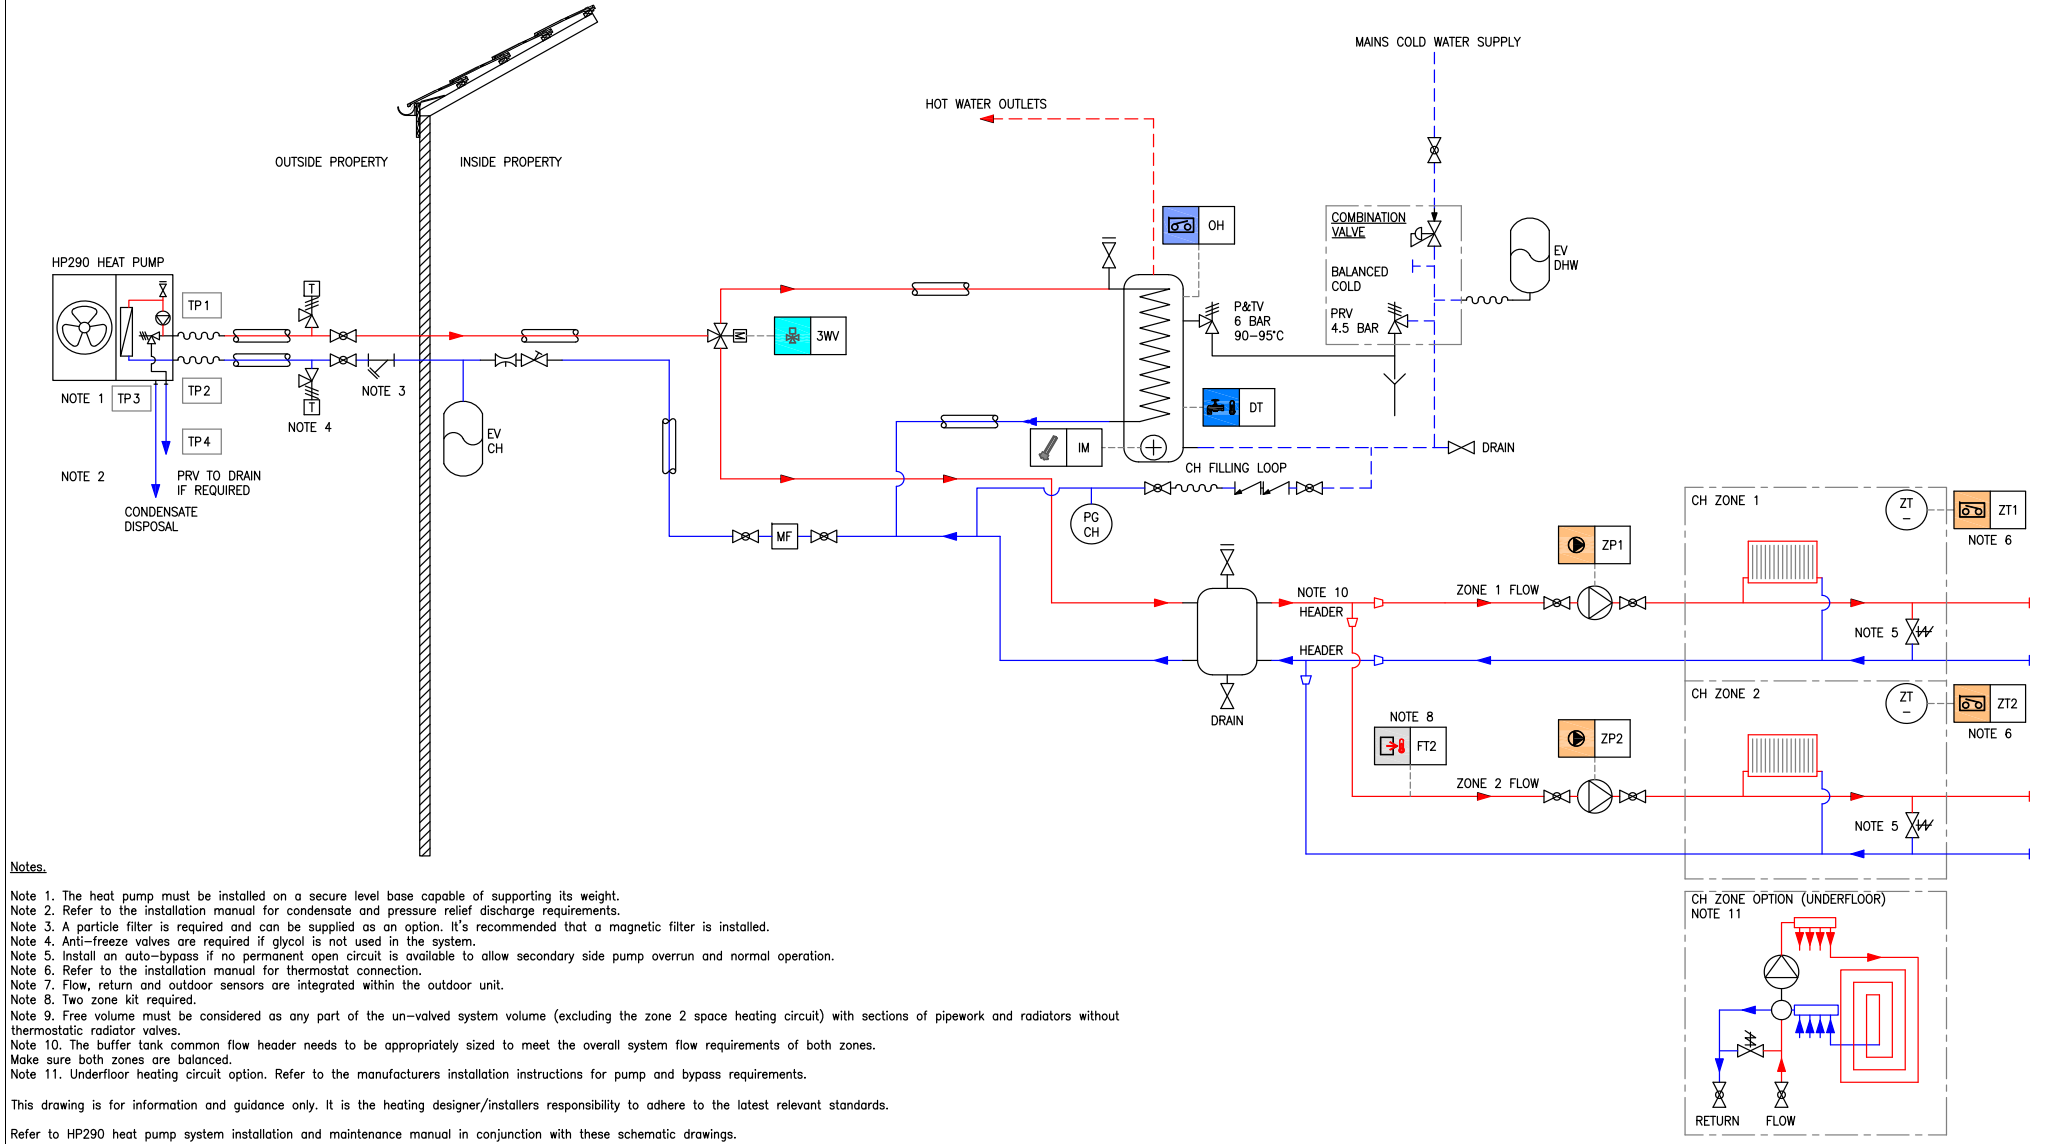 MAINS COLD WATER SUPPLY
HOT WATER OUTLETS
OUTSIDE PROPERTY
INSIDE PROPERTY
COMBINATION
VALVE
OH
HP290 HEAT PUMP
EV
DHW
BALANCED
COLD
TP1
T
P&TV
6 BAR
90-95°C
PRV
4.5 BAR
M
3WV
NOTE 1
TP3
TP2
NOTE 3
T
NOTE 4
DT
EV
CH
TP4
IM
DRAIN
NOTE 2
PRV TO DRAIN
IF REQUIRED
CH FILLING LOOP
CONDENSATE
DISPOSAL
PG
CH
MF
CH ZONE 1
ZT
-
ZT1
NOTE 6
ZP1
NOTE 10
HEADER
ZONE 1 FLOW
NOTE 5
HEADER
CH ZONE 2
ZT
-
ZT2
NOTE 6
DRAIN
NOTE 8
FT2
ZP2
ZONE 2 FLOW
NOTE 5
Notes.
Note 1. The heat pump must be installed on a secure level base capable of supporting its weight.
Note 2. Refer to the installation manual for condensate and pressure relief discharge requirements.
Note 3. A particle filter is required and can be supplied as an option. It's recommended that a magnetic filter is installed.
Note 4. Anti-freeze valves are required if glycol is not used in the system.
Note 5. Install an auto-bypass if no permanent open circuit is available to allow secondary side pump overrun and normal operation.
Note 6. Refer to the installation manual for thermostat connection.
Note 7. Flow, return and outdoor sensors are integrated within the outdoor unit.
Note 8. Two zone kit required.
Note 9. Free volume must be considered as any part of the un-valved system volume (excluding the zone 2 space heating circuit) with sections of pipework and radiators without
thermostatic radiator valves.
Note 10. The buffer tank common flow header needs to be appropriately sized to meet the overall system flow requirements of both zones.
Make sure both zones are balanced.
Note 11. Underfloor heating circuit option. Refer to the manufacturers installation instructions for pump and bypass requirements.
This drawing is for information and guidance only. It is the heating designer/installers responsibility to adhere to the latest relevant standards.
Refer to HP290 heat pump system installation and maintenance manual in conjunction with these schematic drawings.
CH ZONE OPTION (UNDERFLOOR)
NOTE 11
RETURN
FLOW